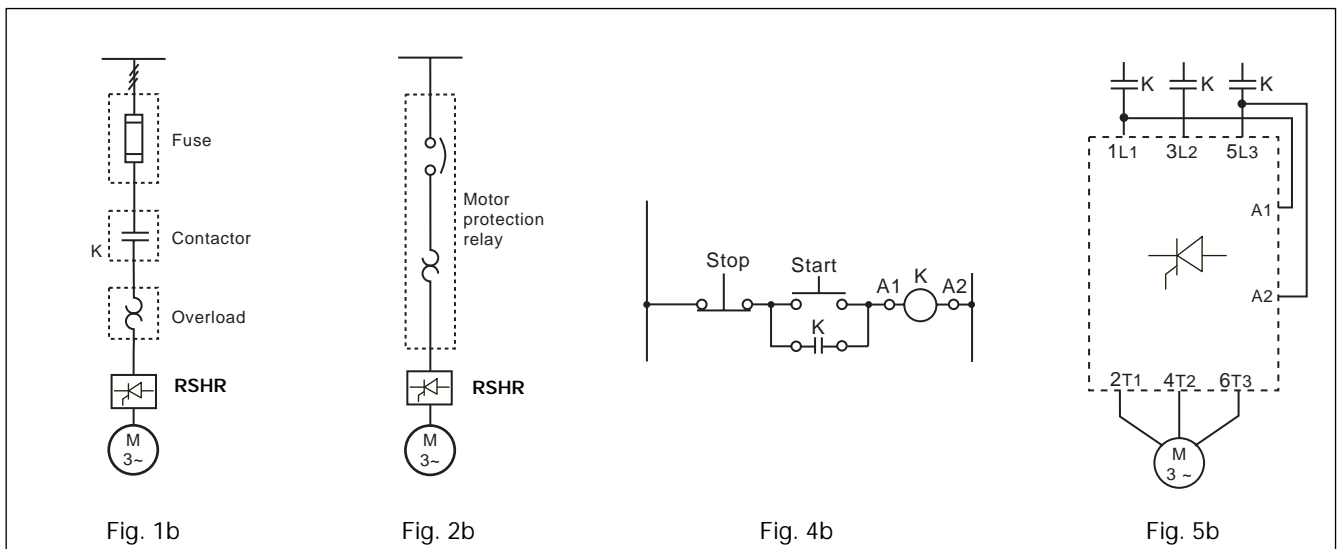 Fuse
K
Contactor
Overload
RSHR
M
3~
Fig. 1b
Motor
protection
relay
RSHR
M
3~
Fig. 2b
Stop
Start
A1
K
A2
K
Fig. 4b
K
K
K
1L1
3L2
5L3
A1
A2
2T1
4T2
6T3
M
3 ~
Fig. 5b